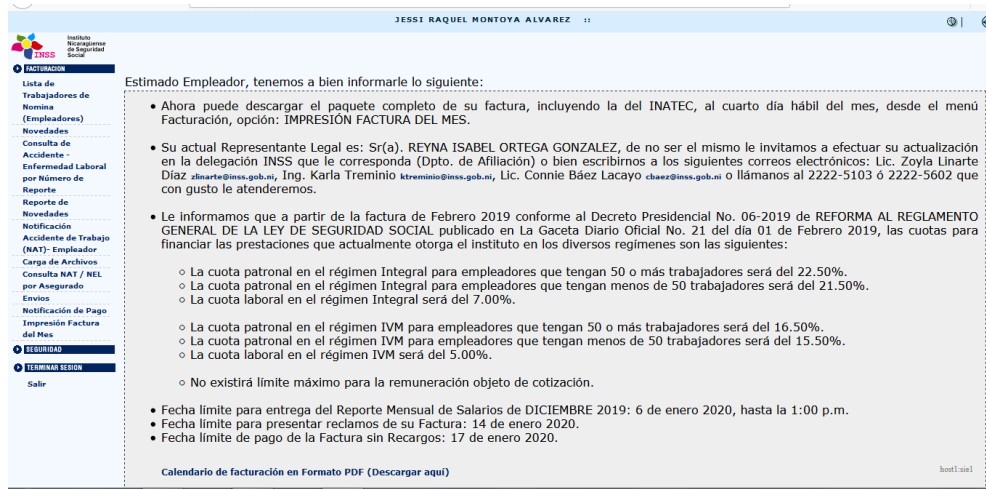 JESSI RAQUEL MONTOYA ALVAREZ ::
Instituto
Nicaragüense
de Seguridad
Social
INSS
FACTURACION
Lista de
Trabajadores de
Nomina
(Empleadores)
Novedades
Consulta de
Accidente -
Enfermedad Laboral
por Número de
Reporte
Reporte de
Novedades
Notificación
Accidente de Trabajo
(NAT)- Empleador
Carga de Archivos
Consulta NAT / NEL
por Asegurado
Envios
Notificación de Pago
Impresión Factura
del Mes
SEGURIDAD
TERMINAR SESION
Salir
Estimado Empleador, tenemos a bien informarle lo siguiente:
• Ahora puede descargar el paquete completo de su factura, incluyendo la del INATEC, al cuarto día hábil del mes, desde el menú
Facturación, opción: IMPRESIÓN FACTURA DEL MES.
• Su actual Representante Legal es: Sr(a). REYNA ISABEL ORTEGA GONZALEZ, de no ser el mismo le invitamos a efectuar su actualización
en la delegación INSS que le corresponda (Dpto. de Afiliación) o bien escribirnos a los siguientes correos electrónicos: Lic. Zoyla Linarte
Díaz zlinarte@inss.gob.ni, Ing. Karla Treminio ktreminio@inss.gob.ni, Lic. Connie Báez Lacayo cbaez@inss.gob.ni O llámanos al 2222-5103 ó 2222-5602 que
con gusto le atenderemos.
• Le informamos que a partir de la factura de Febrero 2019 conforme al Decreto Presidencial No. 06-2019 de REFORMA AL REGLAMENTO
GENERAL DE LA LEY DE SEGURIDAD SOCIAL publicado en La Gaceta Diario Oficial No. 21 del día 01 de Febrero 2019, las cuotas para
financiar las prestaciones que actualmente otorga el instituto en los diversos regímenes son las siguientes:
◦ La cuota patronal en el régimen Integral para empleadores que tengan 50 o más trabajadores será del 22.50%.
◦ La cuota patronal en el régimen Integral para empleadores que tengan menos de 50 trabajadores será del 21.50%.
◦ La cuota laboral en el régimen Integral será del 7.00%.
◦ La cuota patronal en el régimen IVM para empleadores que tengan 50 o más trabajadores será del 16.50%.
◦ La cuota patronal en el régimen IVM para empleadores que tengan menos de 50 trabajadores será del 15.50%.
◦ La cuota laboral en el régimen IVM será del 5.00%.
◦ No existirá límite máximo para la remuneración objeto de cotización.
• Fecha límite para entrega del Reporte Mensual de Salarios de DICIEMBRE 2019: 6 de enero 2020, hasta la 1:00 p.m.
• Fecha límite para presentar reclamos de su Factura: 14 de enero 2020.
• Fecha límite de pago de la Factura sin Recargos: 17 de enero 2020.
Calendario de facturación en Formato PDF (Descargar aquí)
host1:sie1